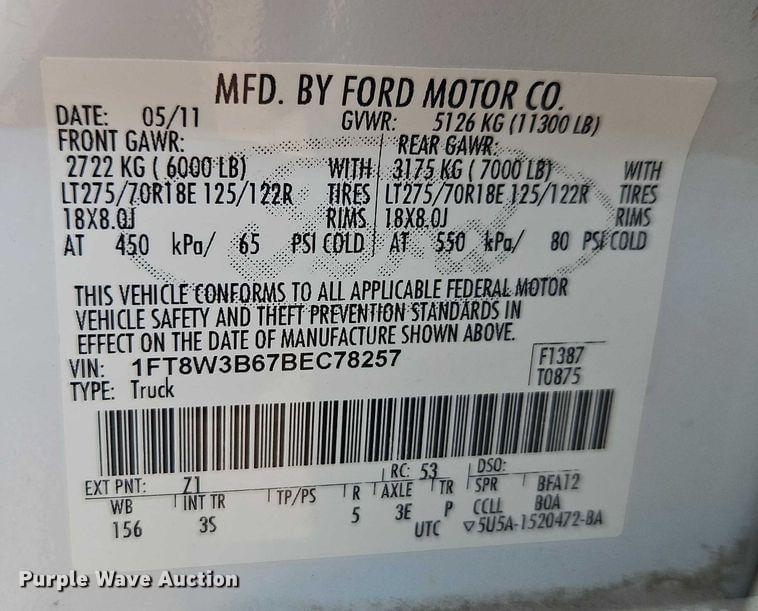 MFD. BY FORD MOTOR CO.
DATE: 05/11 GVWR: 5126 KG (11300 LB)
FRONT GAWR: REAR GAWR:
2722 KG ( 6000 LB) WITH 3175 KG ( 7000 LB) WITH
LT275/70R18E 125/122R TIRES LT275/70R18E 125/122R TIRES
18X8.0J RIMS 18X8.0J RIMS
AT 450 kPa/ 65 PSI COLD AT 550 kPa/ 80 PSI COLD
THIS VEHICLE CONFORMS TO ALL APPLICABLE FEDERAL MOTOR
VEHICLE SAFETY AND THEFT PREVENTION STANDARDS IN
EFFECT ON THE DATE OF MANUFACTURE SHOWN ABOVE.
VIN: 1FT8W3B67BEC78257 F1387
TYPE: Truck T0875
EXT PNT: Z1 RC: 53 DSO:
WB INT TR TP/PS R AXLE TR SPR BFA12
156 3S 5 3E P CCLL BOA
UTC ▽5U5A-1520472-BA
Purple Wave Auction